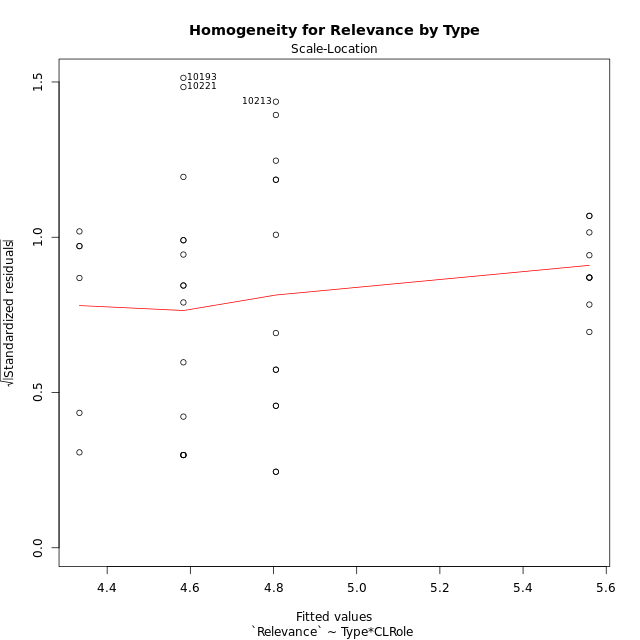 Homogeneity for Relevance by Type
Scale-Location
10193
10221
10213
1.5
1.0
0.5
0.0
√|Standardized residuals|
4.4 4.6 4.8 5.0 5.2 5.4 5.6
Fitted values
`Relevance` ~ Type*CLRole